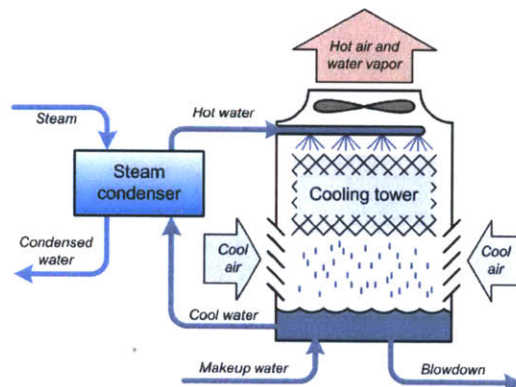 Hot air and
water vapor
Steam
Hot water
Steam
condenser
Cooling tower
Condensed
water
Cool
air
Cool
air
Cool water
Makeup water
Blowdown